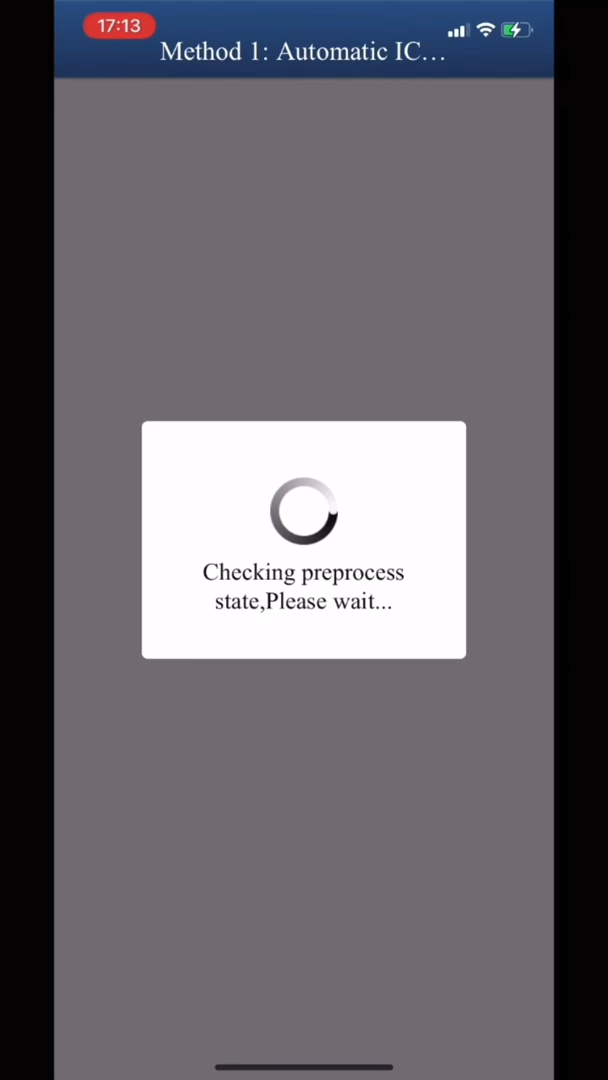 17:13
Method 1: Automatic IC…
Checking preprocess
state,Please wait...